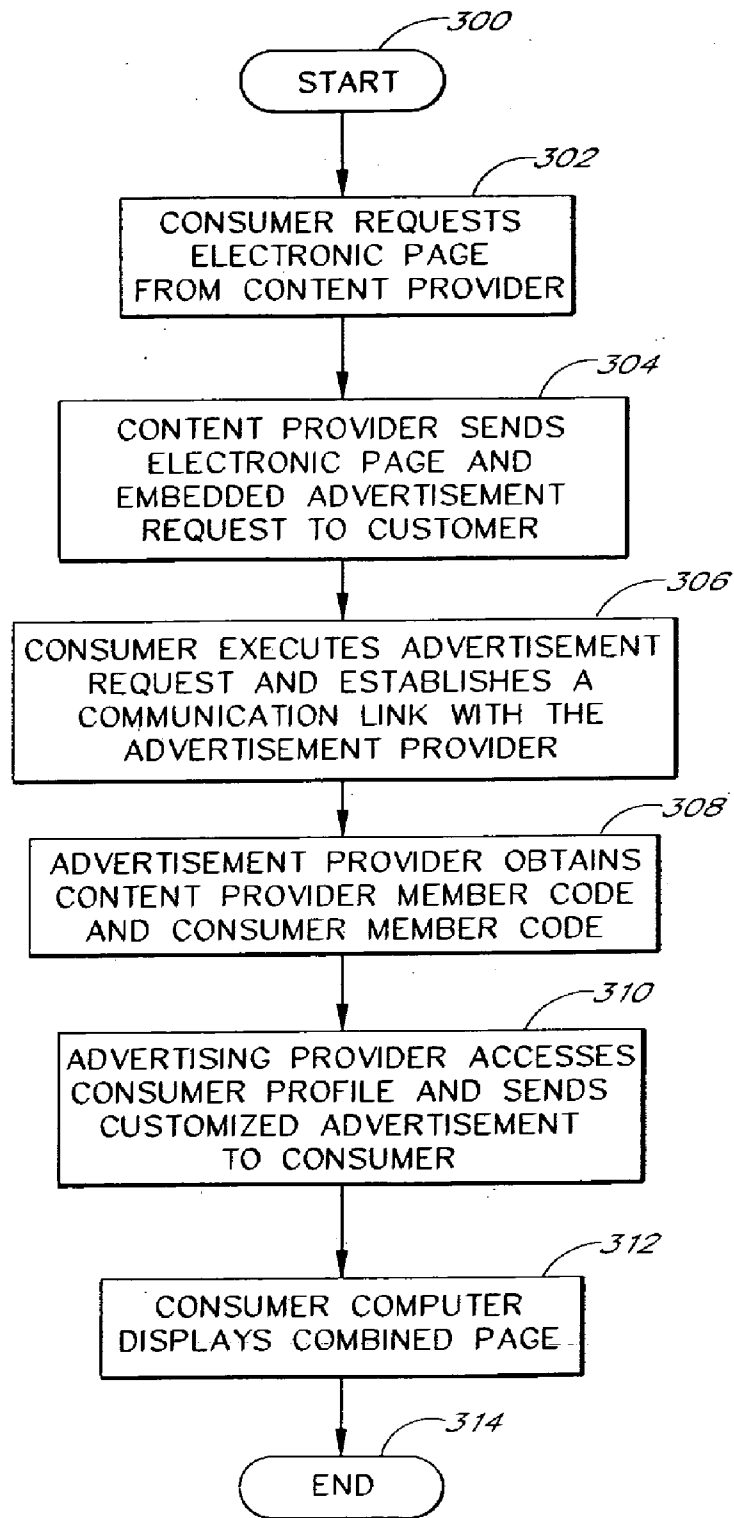 300
START
302
CONSUMER REQUESTS
ELECTRONIC PAGE
FROM CONTENT PROVIDER
304
CONTENT PROVIDER SENDS
ELECTRONIC PAGE AND
EMBEDDED ADVERTISEMENT
REQUEST TO CUSTOMER
306
CONSUMER EXECUTES ADVERTISEMENT
REQUEST AND ESTABLISHES A
COMMUNICATION LINK WITH THE
ADVERTISEMENT PROVIDER
308
ADVERTISEMENT PROVIDER OBTAINS
CONTENT PROVIDER MEMBER CODE
AND CONSUMER MEMBER CODE
310
ADVERTISING PROVIDER ACCESSES
CONSUMER PROFILE AND SENDS
CUSTOMIZED ADVERTISEMENT
TO CONSUMER
312
CONSUMER COMPUTER
DISPLAYS COMBINED PAGE
314
END